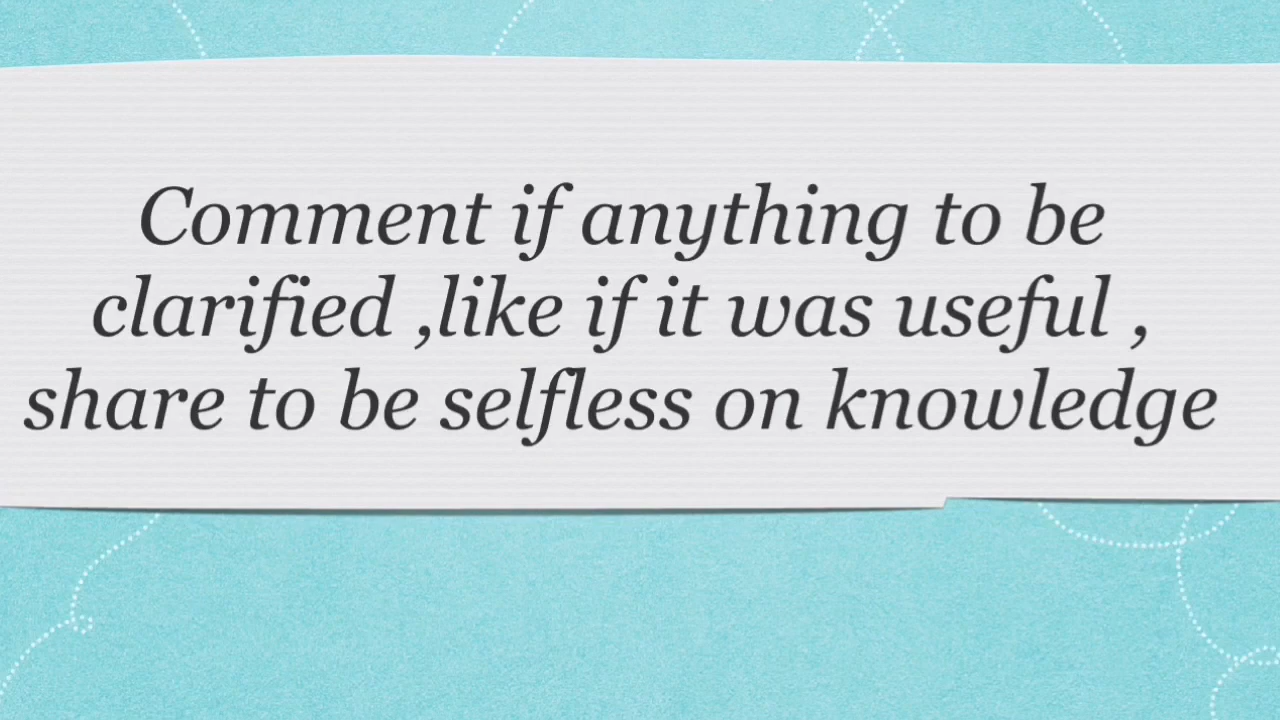 Comment if anything to be
clarified ,like if it was useful ,
share to be selfless on knowledge